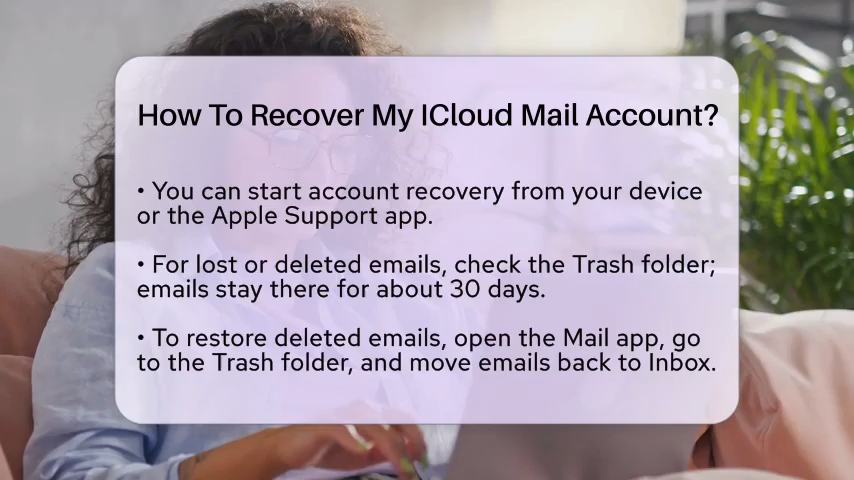 How To Recover My ICloud Mail Account?
• You can start account recovery from your device
or the Apple Support app.
• For lost or deleted emails, check the Trash folder;
emails stay there for about 30 days.
• To restore deleted emails, open the Mail app, go
to the Trash folder, and move emails back to Inbox.